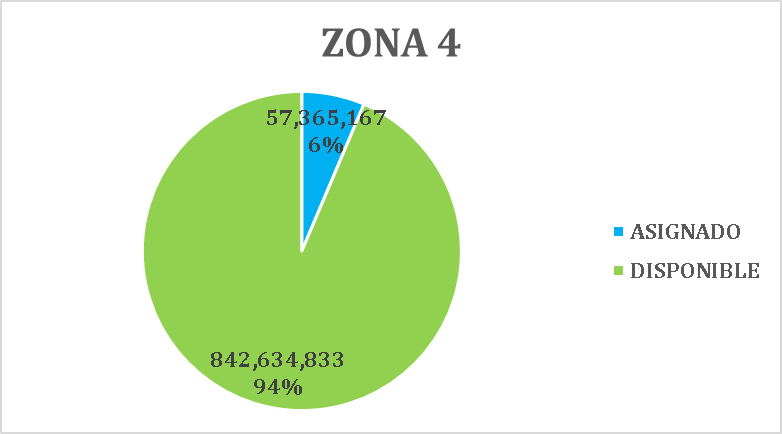 ZONA 4
57,365,167
6%
ASIGNADO
DISPONIBLE
842,634,833
94%